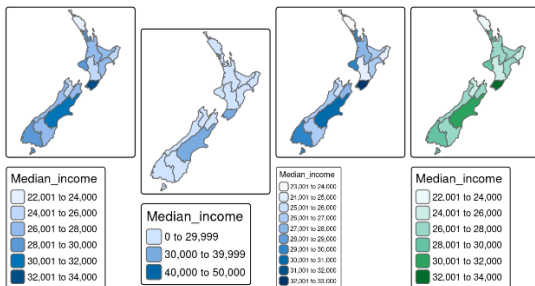 Median_income
22,001 to 24,000
24,001 to 26,000
26,001 to 28,000
28,001 to 30,000
30,001 to 32,000
32,001 to 34,000
Median_income
0 to 29,999
30,000 to 39,999
40,000 to 50,000
Median_income
23,001 to 24,000
24,001 to 25,000
25,001 to 26,000
26,001 to 27,000
27,001 to 28,000
28,001 to 29,000
29,001 to 30,000
30,001 to 31,000
31,001 to 32,000
32,001 to 33,000
Median_income
22,001 to 24,000
24,001 to 26,000
26,001 to 28,000
28,001 to 30,000
30,001 to 32,000
32,001 to 34,000